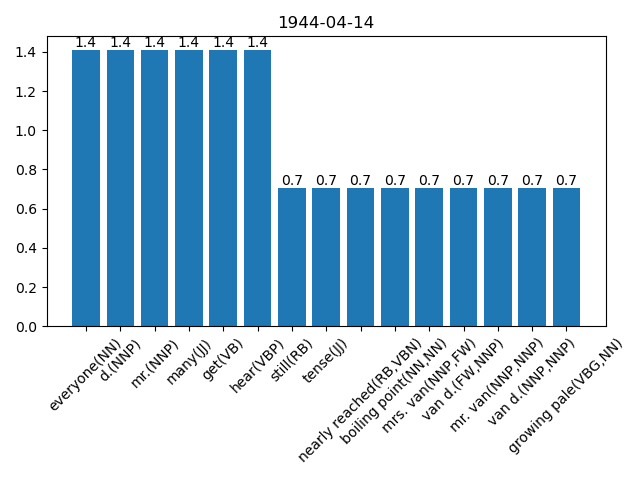 1944-04-14
1.4 1.4 1.4 1.4 1.4 1.4
0.7 0.7 0.7 0.7 0.7 0.7 0.7 0.7 0.7
1.4
1.2
1.0
0.8
0.6
0.4
0.2
0.0
everyone(NN)
d.(NNP)
mr.(NNP)
many(JJ)
get(VB)
hear(VBP)
still(RB)
tense(JJ)
nearly reached(RB,VBN)
boiling point(NN,NN)
mrs. van(NNP,FW)
van d.(FW,NNP)
mr. van(NNP,NNP)
van d.(NNP,NNP)
growing pale(VBG,NN)